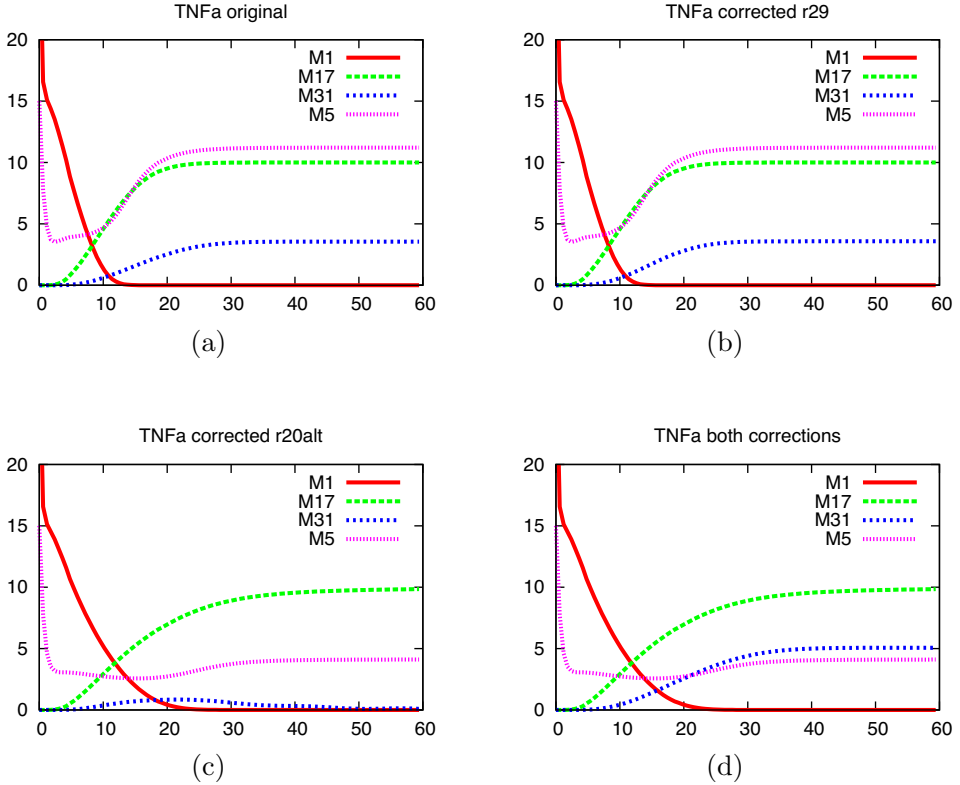 TNFa original
20
15
10
5
0
0 10 20 30 40 50 60
M1
M17
M31
M5
(a)
TNFa corrected r29
20
15
10
5
0
0 10 20 30 40 50 60
M1
M17
M31
M5
(b)
TNFa corrected r20alt
20
15
10
5
0
0 10 20 30 40 50 60
M1
M17
M31
M5
(c)
TNFa both corrections
20
15
10
5
0
0 10 20 30 40 50 60
M1
M17
M31
M5
(d)